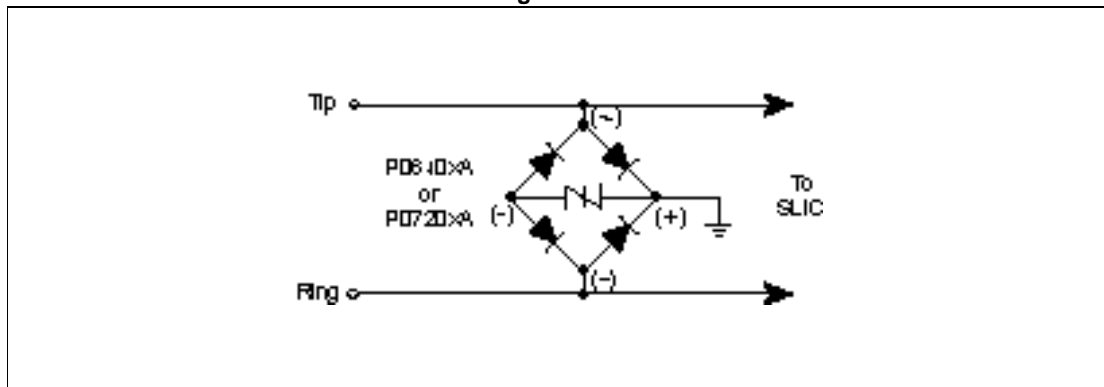 Tip
(~)
P0640xA
or
P0720xA
(-)
(+)
To
SLIC
(~)
Ring